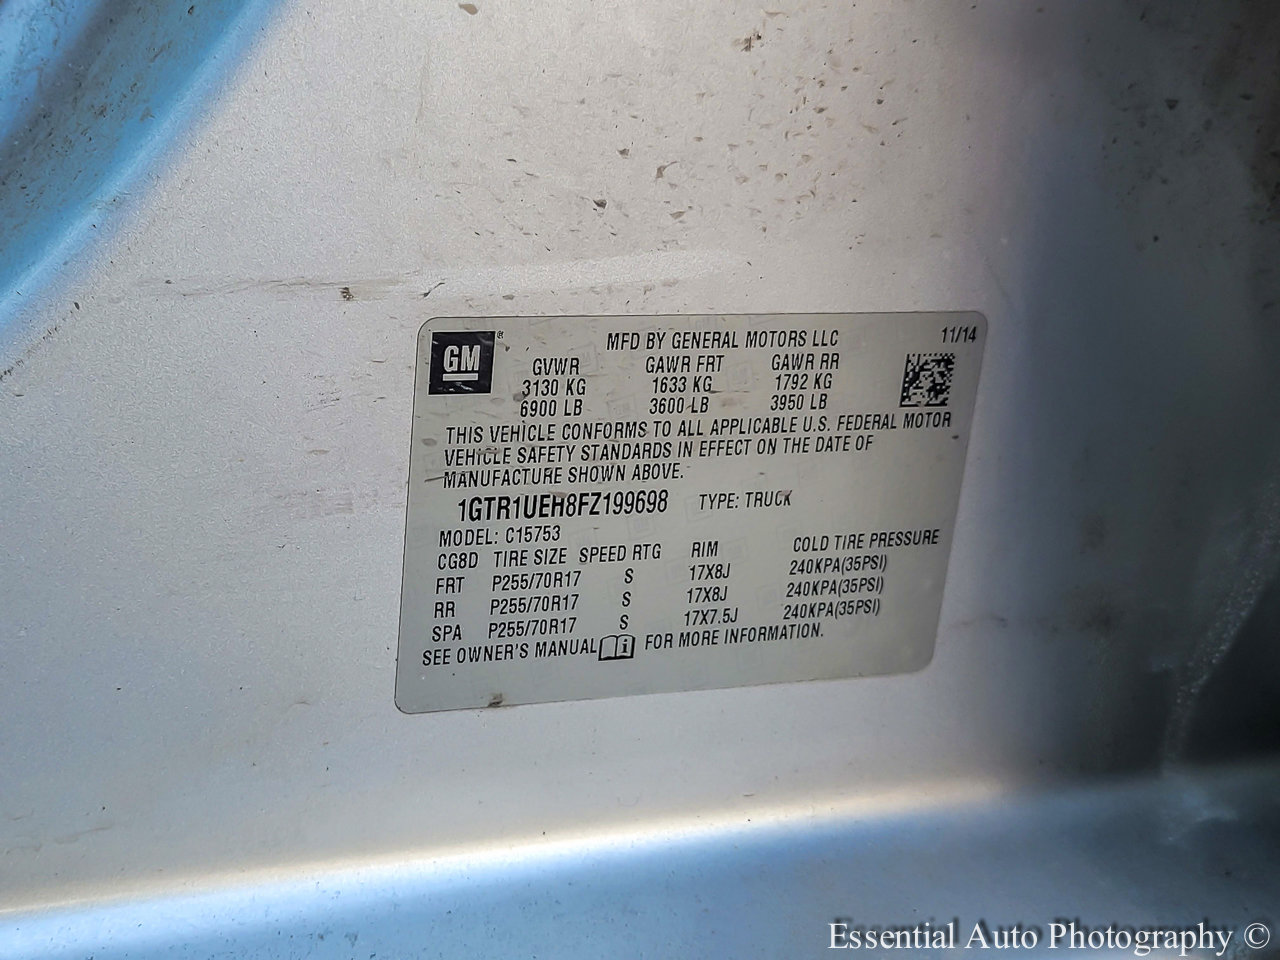 GM ® MFD BY GENERAL MOTORS LLC 11/14
GVWR GAWR FRT GAWR RR
3130 KG 1633 KG 1792 KG
6900 LB 3600 LB 3950 LB
THIS VEHICLE CONFORMS TO ALL APPLICABLE U.S. FEDERAL MOTOR
VEHICLE SAFETY STANDARDS IN EFFECT ON THE DATE OF
MANUFACTURE SHOWN ABOVE.
1GTR1UEH8FZ199698 TYPE: TRUCK
MODEL: C15753
CG8D TIRE SIZE SPEED RTG RIM COLD TIRE PRESSURE
FRT P255/70R17 S 17X8J 240KPA(35PSI)
RR P255/70R17 S 17X8J 240KPA(35PSI)
SPA P255/70R17 S 17X7.5J 240KPA(35PSI)
SEE OWNER'S MANUAL i FOR MORE INFORMATION.
Essential Auto Photography ©